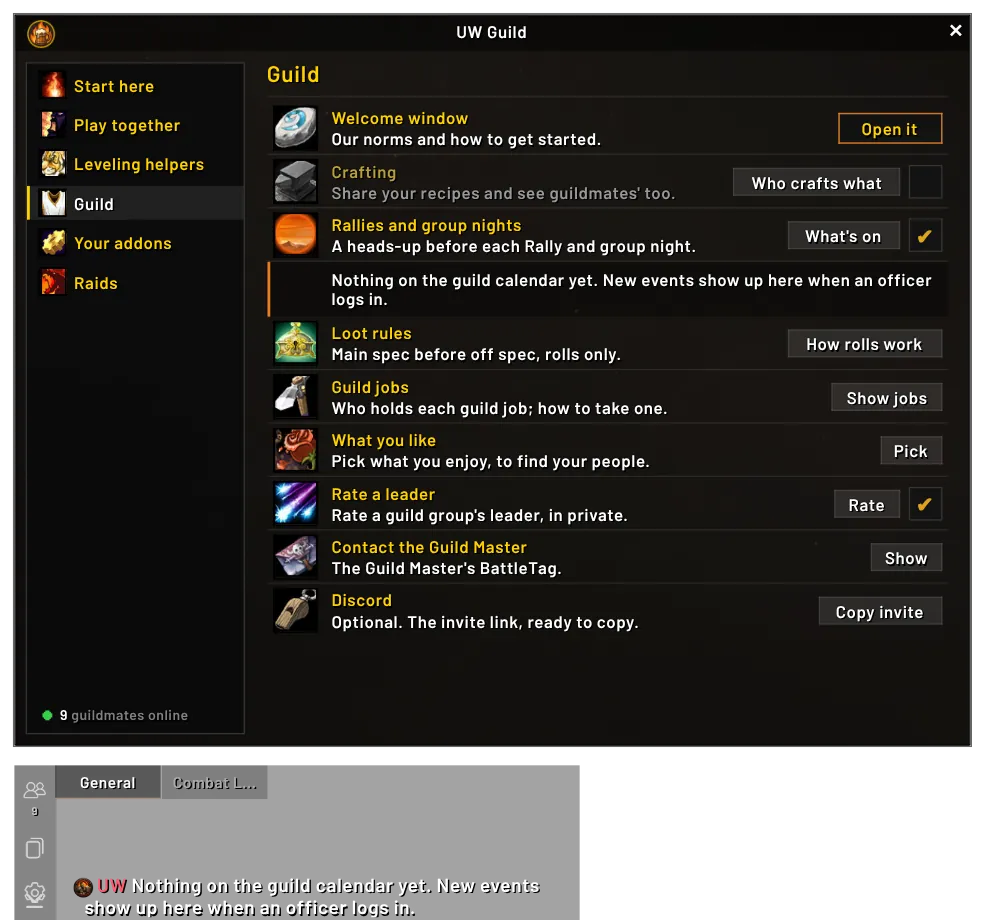 UW Guild
Start here
Play together
Leveling helpers
Guild
Your addons
Raids
9 guildmates online
Guild
Welcome window
Our norms and how to get started.
Open it
Crafting
Share your recipes and see guildmates' too.
Who crafts what
Rallies and group nights
A heads-up before each Rally and group night.
What's on
Nothing on the guild calendar yet. New events show up here when an officer
logs in.
Loot rules
Main spec before off spec, rolls only.
How rolls work
Guild jobs
Who holds each guild job; how to take one.
Show jobs
What you like
Pick what you enjoy, to find your people.
Pick
Rate a leader
Rate a guild group's leader, in private.
Rate
Contact the Guild Master
The Guild Master's BattleTag.
Show
Discord
Optional. The invite link, ready to copy.
Copy invite
General
Combat L...
9
UW Nothing on the guild calendar yet. New events
show up here when an officer logs in.